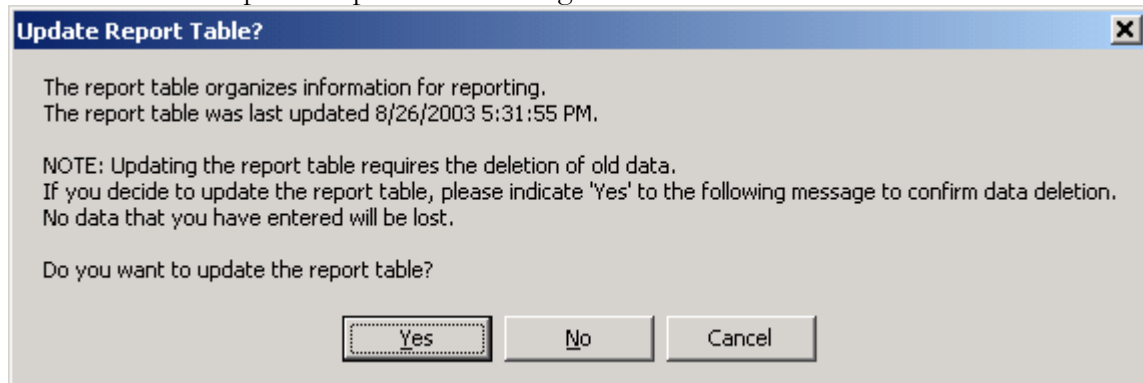 Update Report Table?
The report table organizes information for reporting.
The report table was last updated 8/26/2003 5:31:55 PM.
NOTE: Updating the report table requires the deletion of old data.
If you decide to update the report table, please indicate 'Yes' to the following message to confirm data deletion.
No data that you have entered will be lost.
Do you want to update the report table?
Yes No Cancel